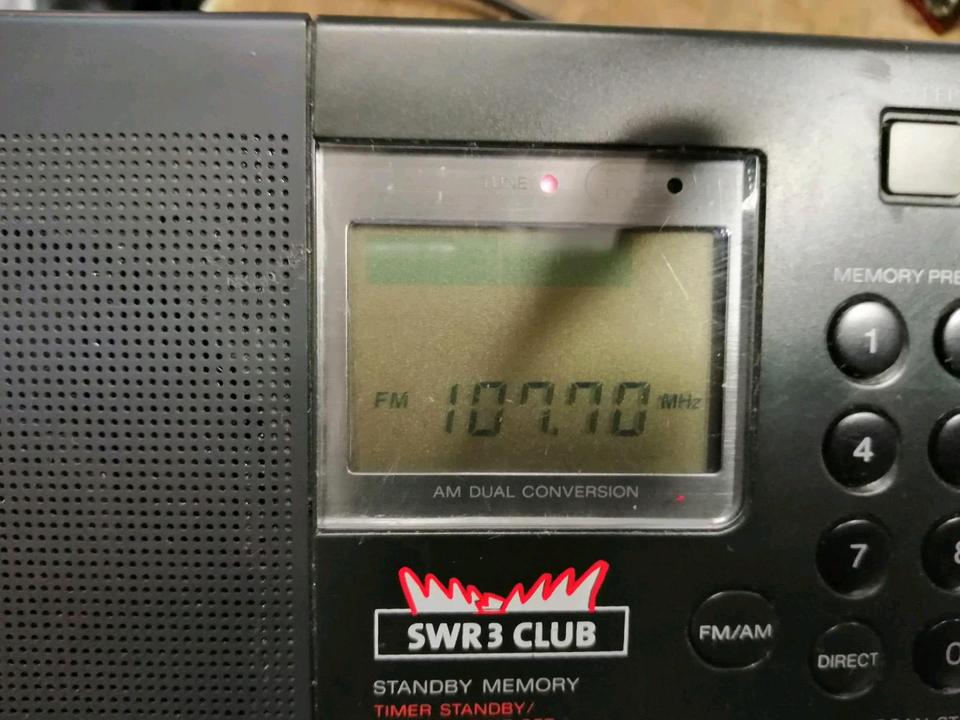 TUNE
MEMORY PRE
1
FM 107.70 MHz
4
AM DUAL CONVERSION
7
8
SWR3 CLUB
FM/AM
DIRECT
STANDBY MEMORY
TIMER STANDBY/